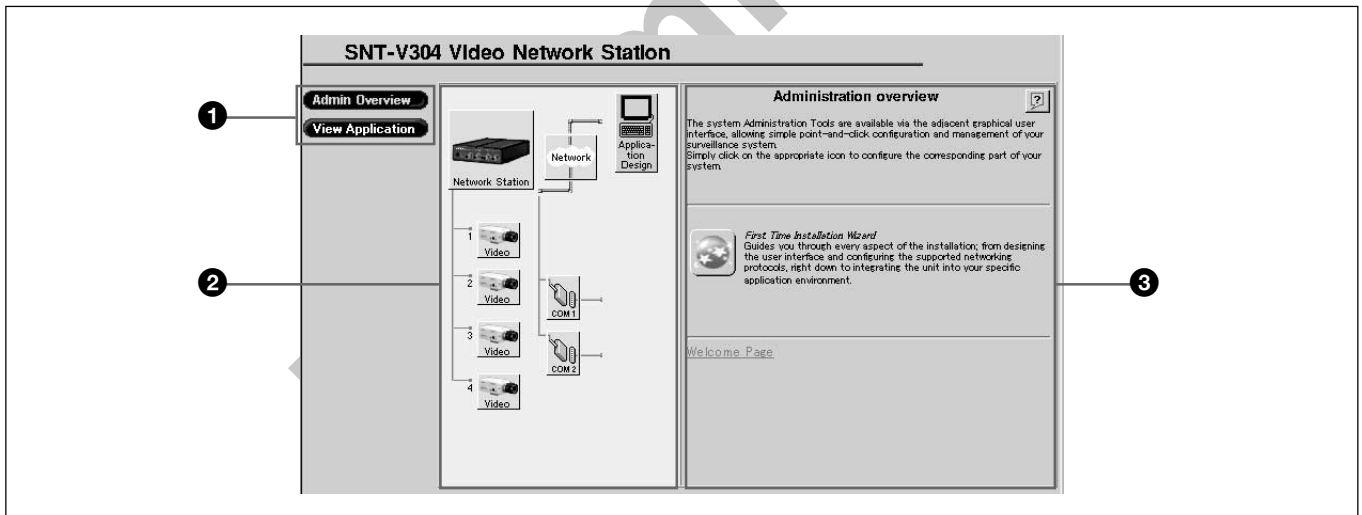 SNT-V304 Video Network Station
1
Admin Overview
View Application
2
Network Station
Network
Applica-
tion
Design
1
Video
2
Video
3
Video
4
Video
COM 1
COM 2
3
Administration overview
?
The system Administration Tools are available via the adjacent graphical user
interface, allowing simple point-and-click configuration and management of your
surveillance system.
Simply click on the appropriate icon to configure the corresponding part of your
system.
First Time Installation Wizard
Guides you through every aspect of the installation; from designing
the user interface and configuring the supported networking
protocols, right down to integrating the unit into your specific
application environment.
Welcome Page